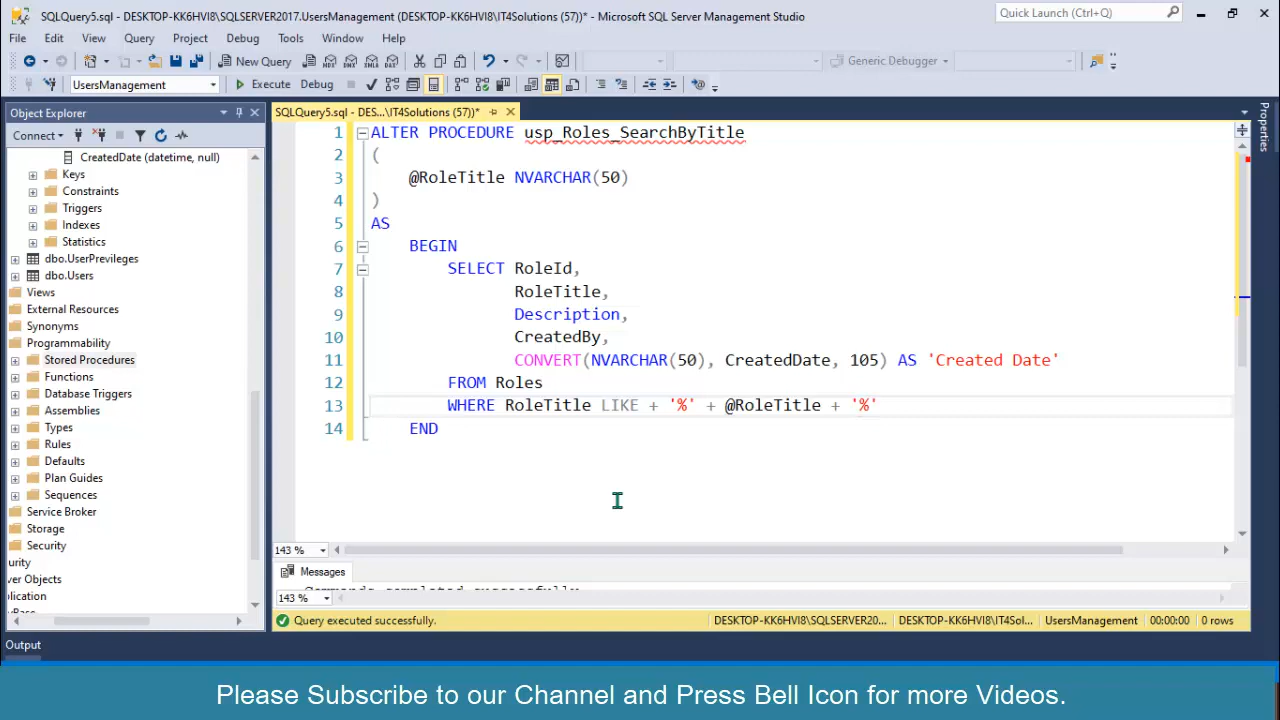 SQLQuery5.sql - DESKTOP-KK6HVI8\SQLSERVER2017.UsersManagement (DESKTOP-KK6HVI8\IT4Solutions (57))* - Microsoft SQL Server Management Studio
Quick Launch (Ctrl+Q)
File Edit View Query Project Debug Tools Window Help
New Query
Generic Debugger
UsersManagement
Execute Debug
Object Explorer
Connect
CreatedDate (datetime, null)
Keys
Constraints
Triggers
Indexes
Statistics
dbo.UserPrevileges
dbo.Users
Views
External Resources
Synonyms
Programmability
Stored Procedures
Functions
Database Triggers
Assemblies
Types
Rules
Defaults
Plan Guides
Sequences
Service Broker
Storage
Security
urity
ver Objects
plication
SQLQuery5.sql - DES...\IT4Solutions (57))*
1 ALTER PROCEDURE usp_Roles_SearchByTitle
2 (
3 @RoleTitle NVARCHAR(50)
4 )
5 AS
6 BEGIN
7 SELECT RoleId,
8 RoleTitle,
9 Description,
10 CreatedBy,
11 CONVERT(NVARCHAR(50), CreatedDate, 105) AS 'Created Date'
12 FROM Roles
13 WHERE RoleTitle LIKE + '%' + @RoleTitle + '%'
14 END
143 %
Messages
143 %
Query executed successfully.
DESKTOP-KK6HVI8\SQLSERVER20... DESKTOP-KK6HVI8\IT4Sol... UsersManagement 00:00:00 0 rows
Properties
Output
Please Subscribe to our Channel and Press Bell Icon for more Videos.